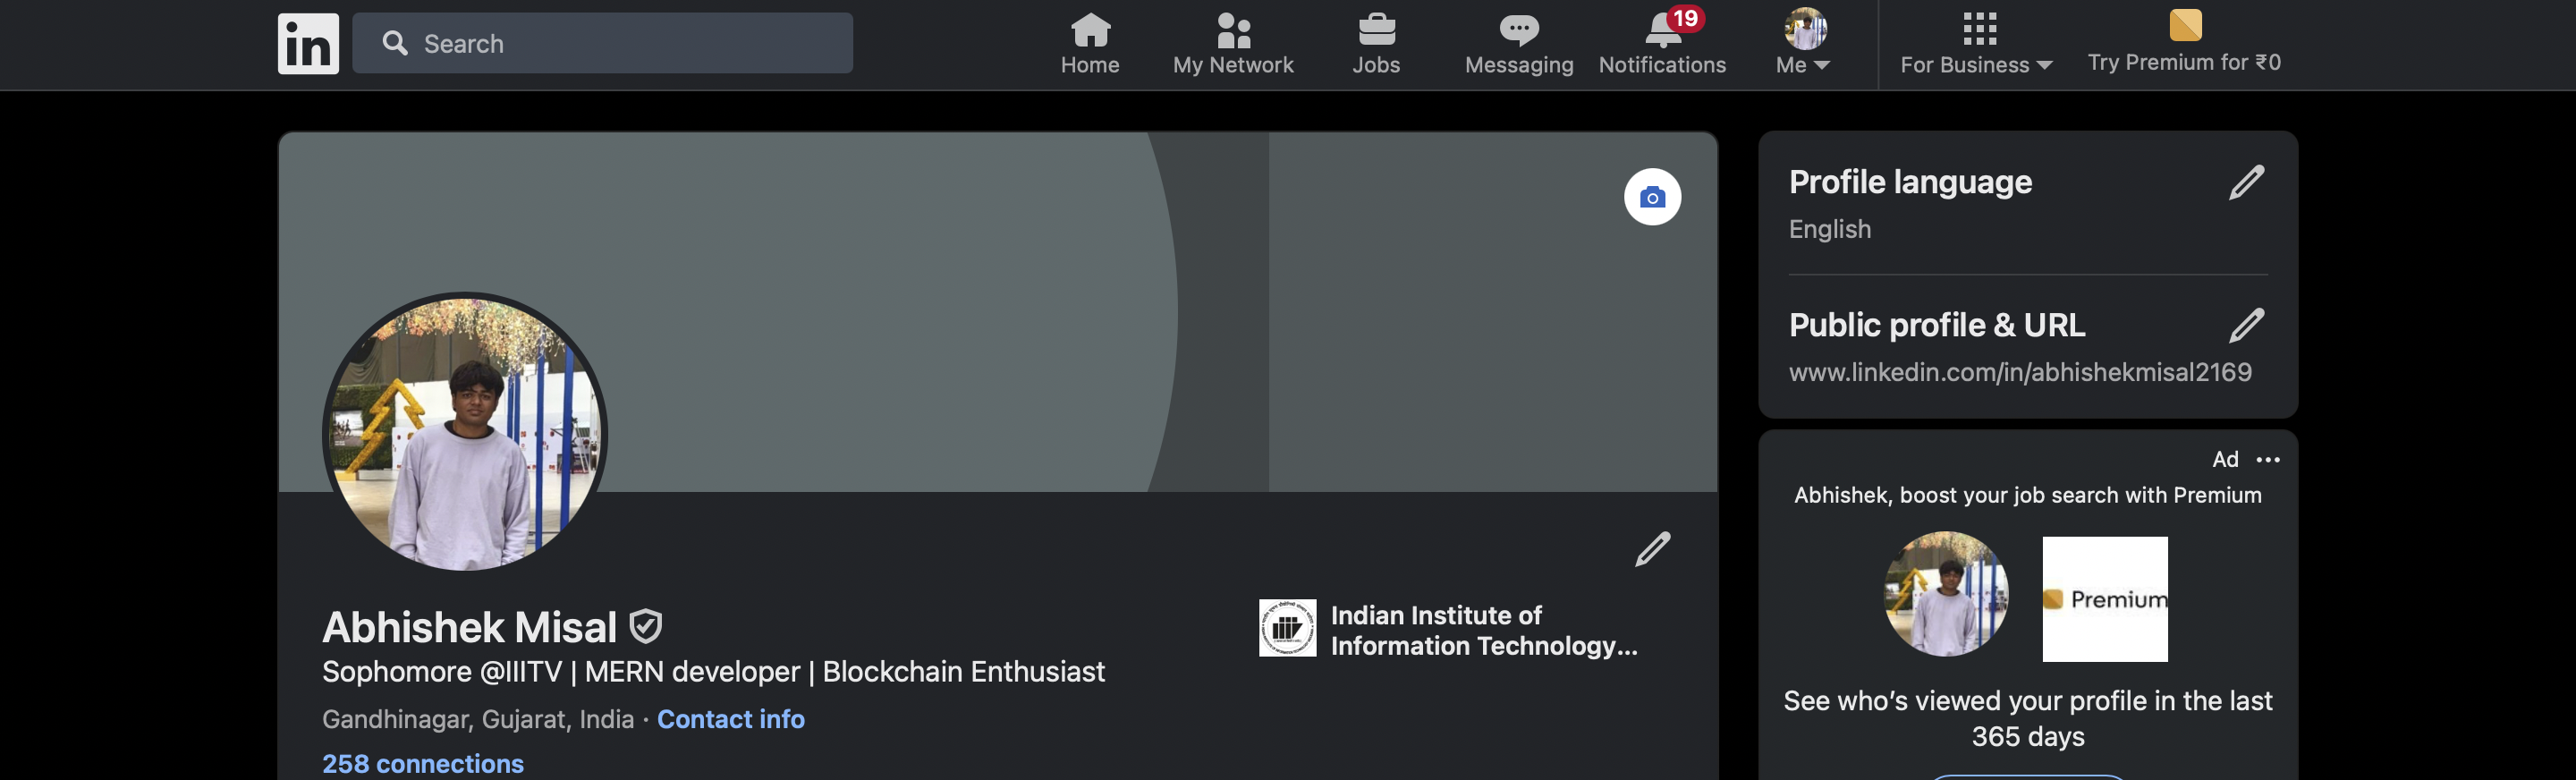 in
Search
Home
My Network
Jobs
Messaging
19
Notifications
Me
For Business
Try Premium for ₹0
Abhishek Misal
Sophomore @IIITV | MERN developer | Blockchain Enthusiast
Gandhinagar, Gujarat, India · Contact info
258 connections
Indian Institute of
Information Technology...
Profile language
English
Public profile & URL
www.linkedin.com/in/abhishekmisal2169
Ad
Abhishek, boost your job search with Premium
Premium
See who's viewed your profile in the last
365 days